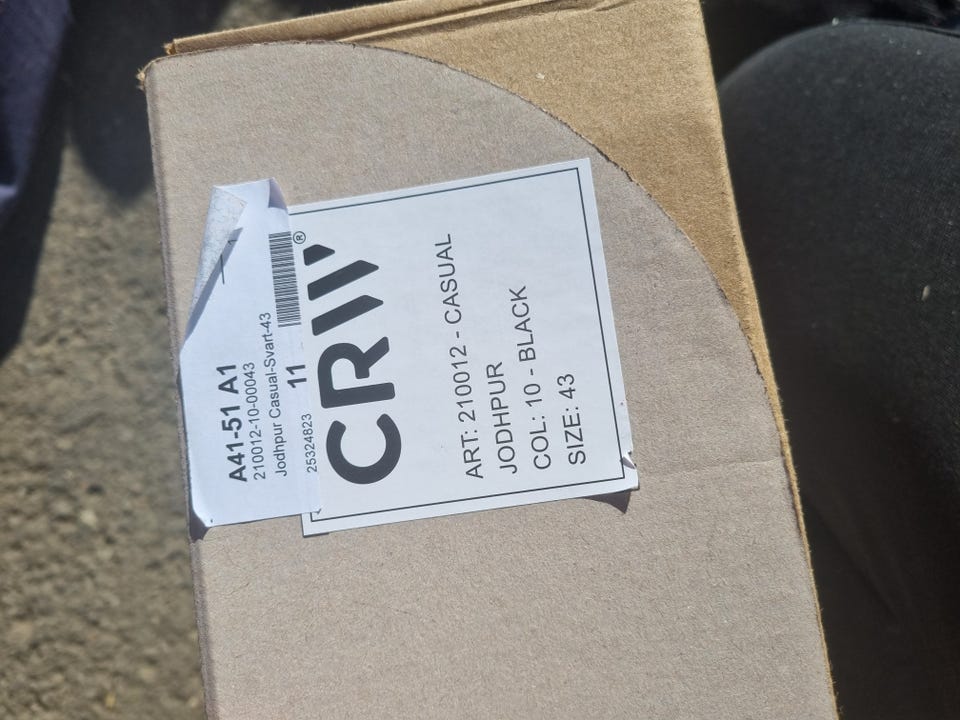 A41-51 A1
210012-10-00043
Jodhpur Casual-Svart-43
25324823 11
CRW®
ART: 210012 - CASUAL
JODHPUR
COL: 10 - BLACK
SIZE: 43